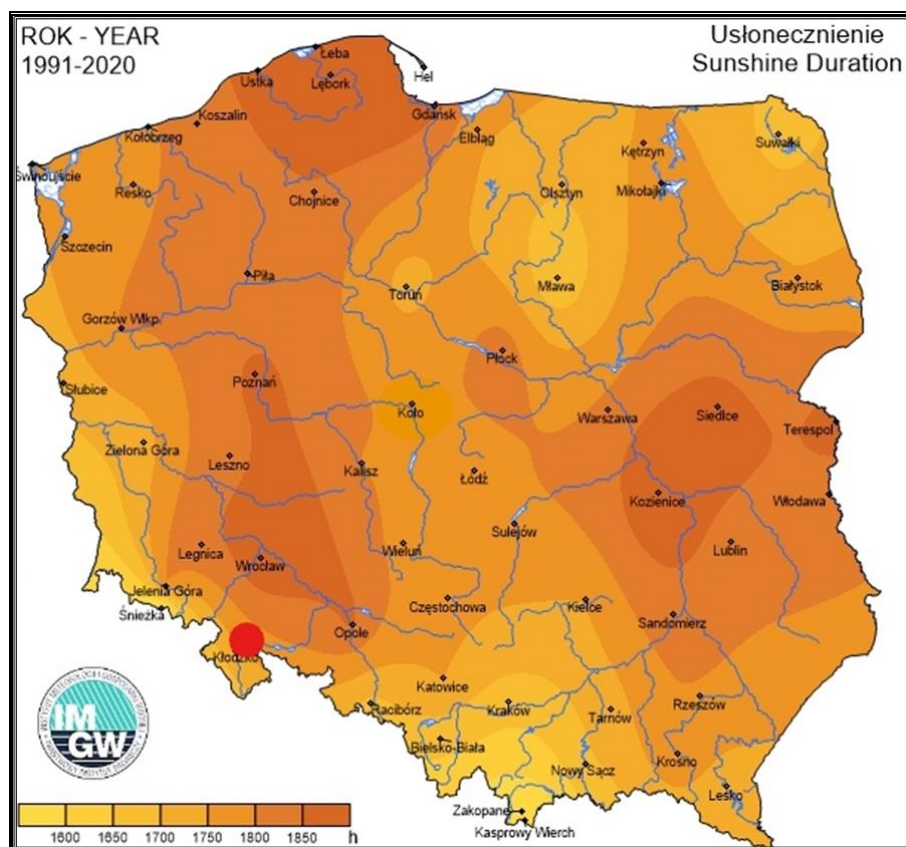 ROK - YEAR
1991-2020
Usłonecznienie
Sunshine Duration
Łeba
Ustka
Lębork
Hel
Gdańsk
Koszalin
Kołobrzeg
Elbląg
Suwałki
Kętrzyn
Świnoujście
Resko
Chojnice
Olsztyn
Mikołajki
Szczecin
Piła
Toruń
Mława
Białystok
Gorzów Wlkp.
Płock
Słubice
Poznań
Koło
Warszawa
Siedlce
Terespol
Zielona Góra
Leszno
Kalisz
Łódź
Kozienice
Włodawa
Sulejów
Legnica
Wrocław
Wieluń
Lublin
Jelenia Góra
Śnieżka
Częstochowa
Kielce
Sandomierz
Opole
Kłodzko
Katowice
Racibórz
Kraków
Tarnów
Rzeszów
Bielsko-Biała
Nowy Sącz
Krosno
Lesko
Zakopane
Kasprowy Wierch
IM
GW
1600 1650 1700 1750 1800 1850 h